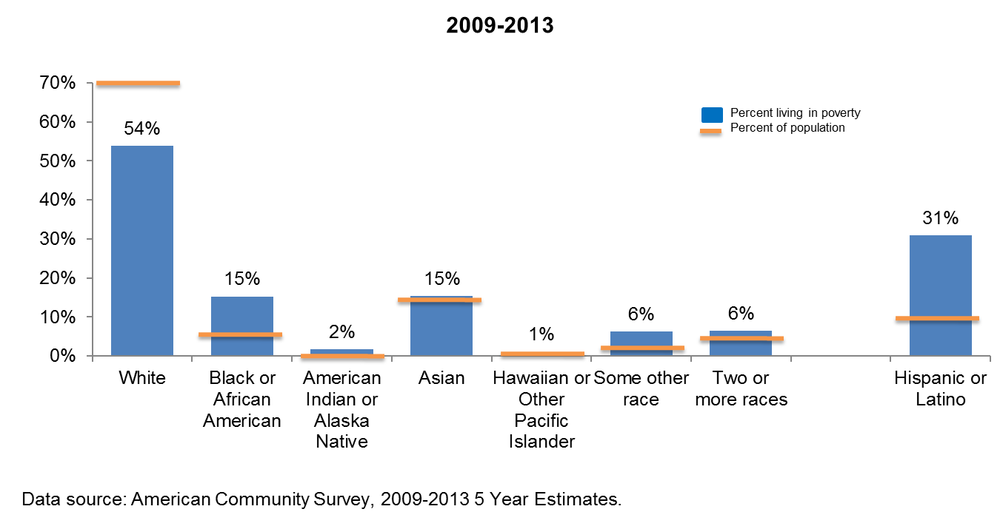 2009-2013
70%
60%
50%
40%
30%
20%
10%
0%
54%
15%
2%
15%
1%
6%
6%
31%
Percent living in poverty
Percent of population
White
Black or
African
American
American
Indian or
Alaska
Native
Asian
Hawaiian or
Other
Pacific
Islander
Some other
race
Two or
more races
Hispanic or
Latino
Data source: American Community Survey, 2009-2013 5 Year Estimates.